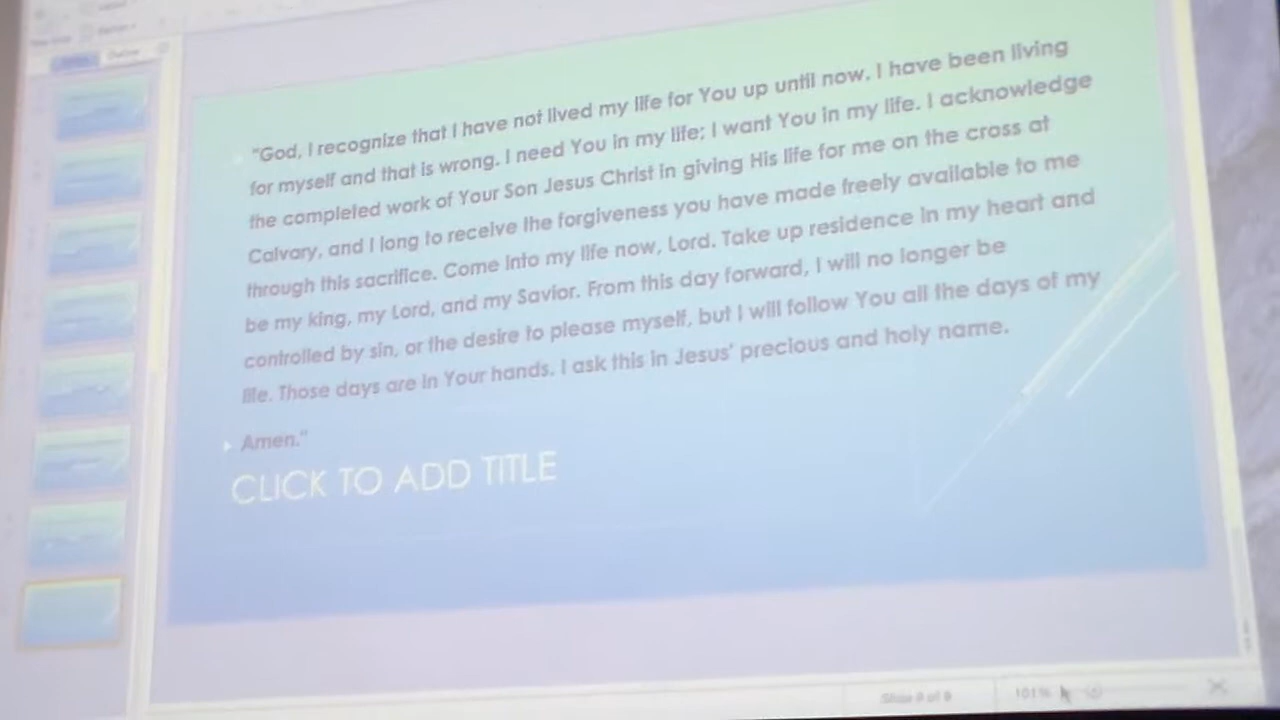 Outline
"God, I recognize that I have not lived my life for You up until now. I have been living
for myself and that is wrong. I need You in my life; I want You in my life. I acknowledge
the completed work of Your Son Jesus Christ in giving His life for me on the cross at
Calvary, and I long to receive the forgiveness you have made freely available to me
through this sacrifice. Come into my life now, Lord. Take up residence in my heart and
be my king, my Lord, and my Savior. From this day forward, I will no longer be
controlled by sin, or the desire to please myself, but I will follow You all the days of my
life. Those days are in Your hands. I ask this in Jesus' precious and holy name.
Amen."
CLICK TO ADD TITLE
101%